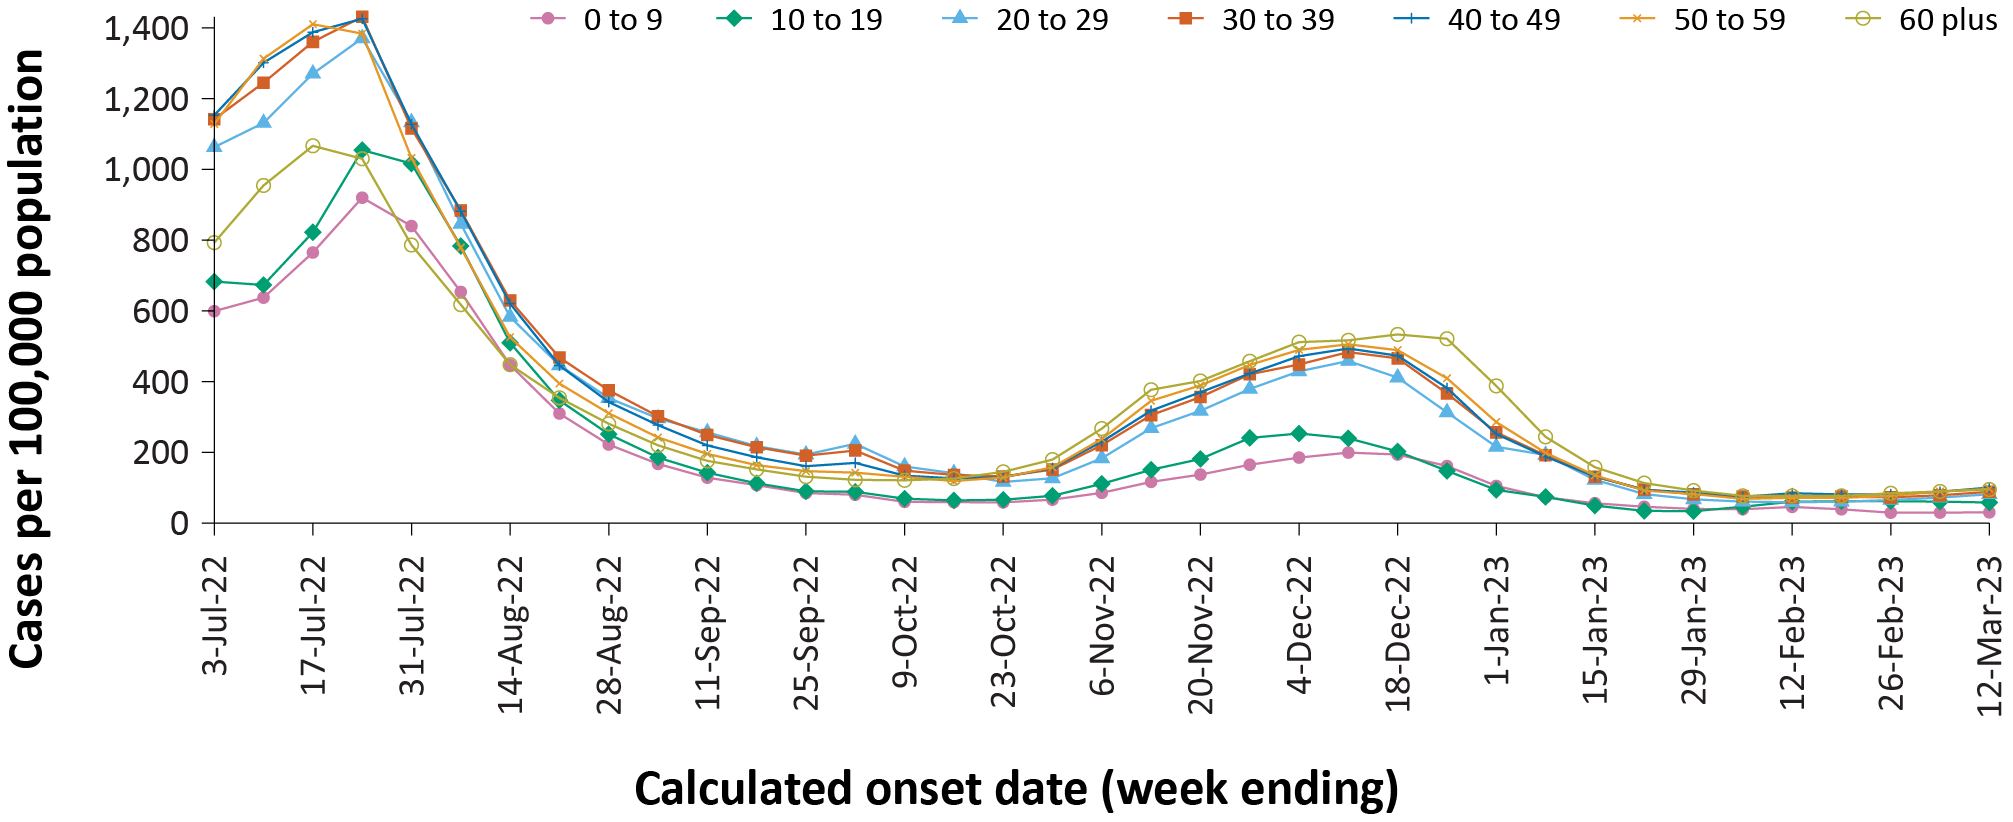 0 to 9 10 to 19 20 to 29 30 to 39 40 to 49 50 to 59 60 plus
Cases per 100,000 population
1,400
1,200
1,000
800
600
400
200
0
3-Jul-22
17-Jul-22
31-Jul-22
14-Aug-22
28-Aug-22
11-Sep-22
25-Sep-22
9-Oct-22
23-Oct-22
6-Nov-22
20-Nov-22
4-Dec-22
18-Dec-22
1-Jan-23
15-Jan-23
29-Jan-23
12-Feb-23
26-Feb-23
12-Mar-23
Calculated onset date (week ending)